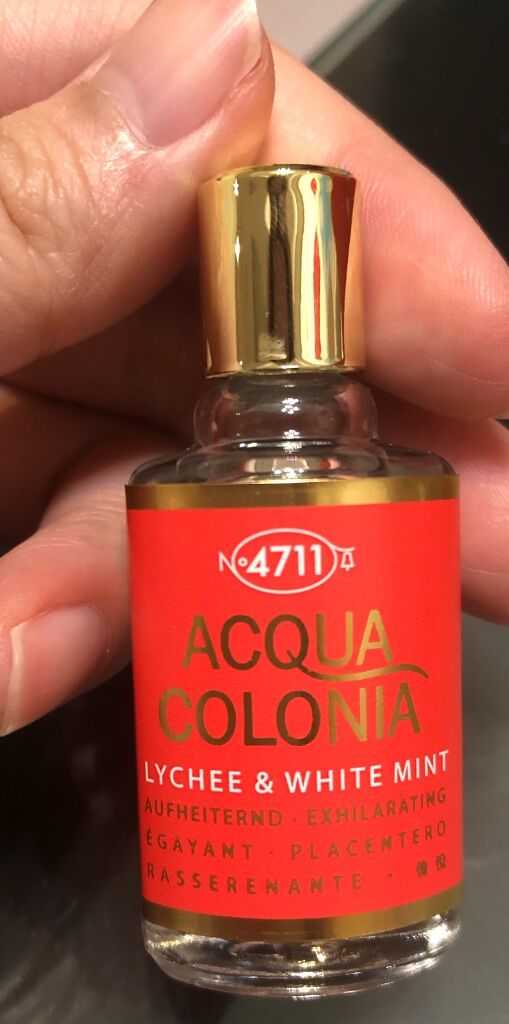 Nº4711
ACQUA
COLONIA
LYCHEE & WHITE MINT
AUFHEITERND · EXHILARATING
ÉGAYANT · PLACENTERO
RASSERENANTE ·